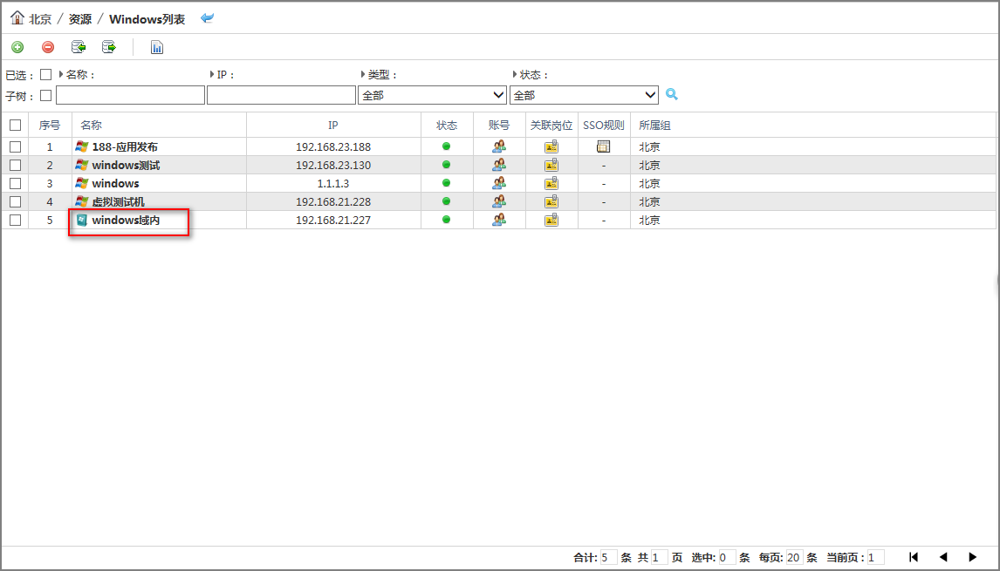 北京 / 资源 / Windows列表
已选： 名称： IP： 类型： 状态：
子树： 全部 全部
序号 名称 IP 状态 账号 关联岗位 SSO规则 所属组
1 188-应用发布 192.168.23.188 北京
2 windows测试 192.168.23.130 - 北京
3 windows 1.1.1.3 - 北京
4 虚拟测试机 192.168.21.228 - 北京
5 windows域内 192.168.21.227 - 北京
合计: 5 条 共 1 页 选中: 0 条 每页: 20 条 当前页: 1